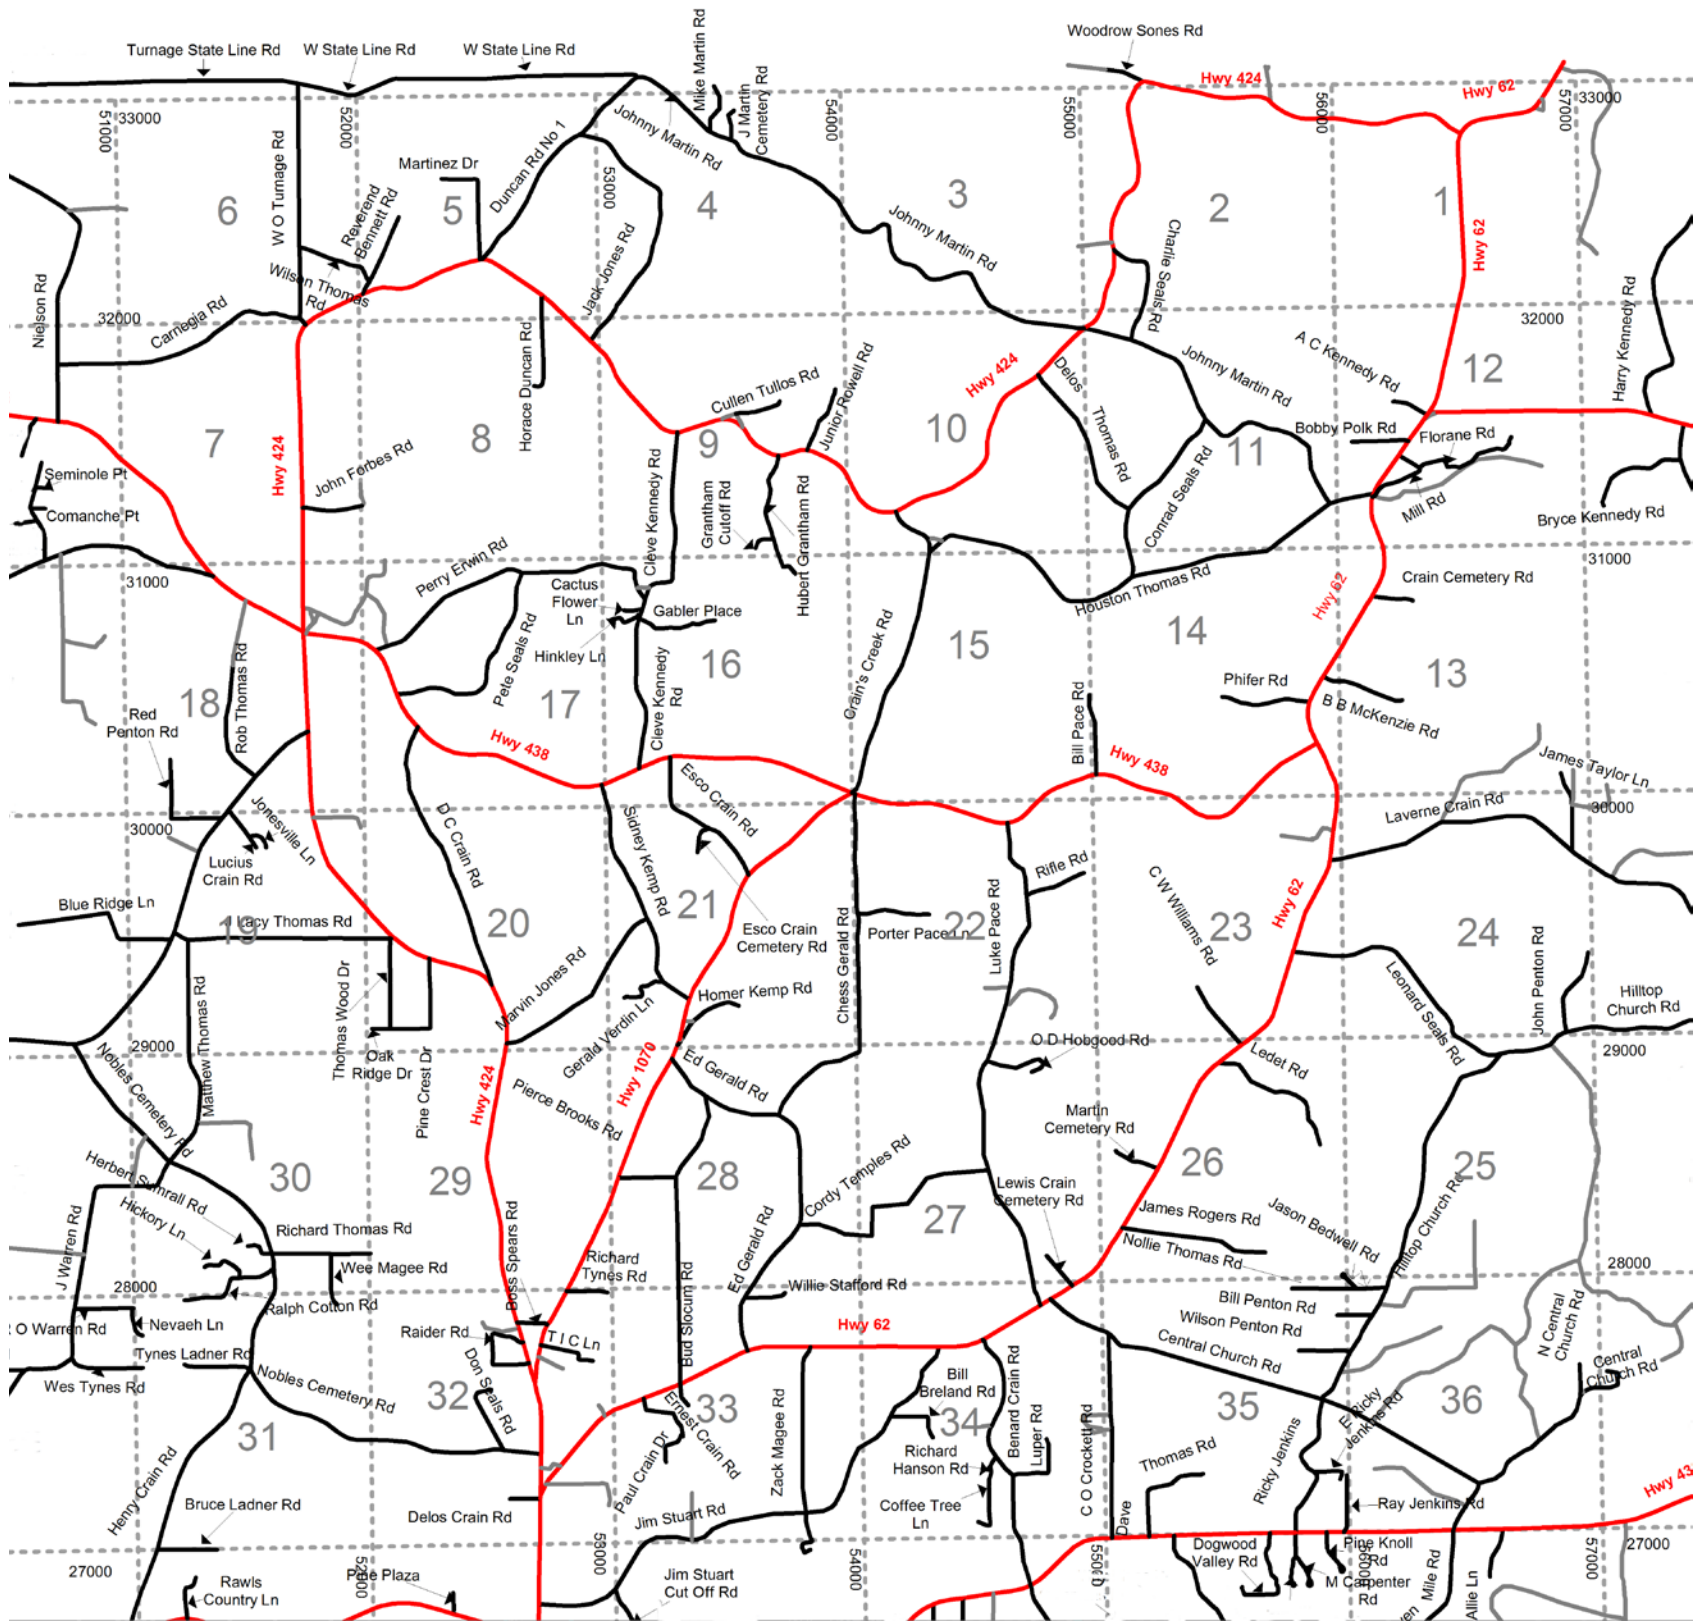 Woodrow Sones Rd
Turnage State Line Rd
W State Line Rd
W State Line Rd
Mike Martin Rd
J Martin
Cemetery Rd
Hwy 424
Hwy 62
33000
51000
52000
54000
55000
56000
57000
33000
Johnny Martin Rd
Duncan Rd No 1
Martinez Dr
W O Turnage Rd
Reverend
Bennett Rd
53000
6
5
4
3
2
1
Johnny Martin Rd
Charlie Seals Rd
Hwy 62
Wilson Thomas
Rd
Jack Jones Rd
Nielson Rd
Carnegia Rd
32000
32000
Harry Kennedy Rd
A C Kennedy Rd
Johnny Martin Rd
Horace Duncan Rd
Cullen Tullos Rd
Junior Rowell Rd
Hwy 424
Delos
Thomas Rd
12
7
8
9
10
11
Bobby Polk Rd
Florane Rd
Hwy 424
John Forbes Rd
Seminole Pt
Comanche Pt
Cleve Kennedy Rd
Grantham
Cutoff Rd
Hubert Grantham Rd
Conrad Seals Rd
Mill Rd
Bryce Kennedy Rd
31000
31000
Perry Erwin Rd
Cactus
Flower
Ln
Gabler Place
Hinkley Ln
Houston Thomas Rd
Hwy 62
Crain Cemetery Rd
Pete Seals Rd
Crain's Creek Rd
18
17
16
15
14
13
Rob Thomas Rd
Red
Penton Rd
Cleve Kennedy
Rd
Bill Pace Rd
Phifer Rd
B B McKenzie Rd
Hwy 438
Hwy 438
James Taylor Ln
Esco Crain Rd
Laverne Crain Rd
30000
30000
Jonesville Ln
D C Crain Rd
Sidney Kemp Rd
Lucius
Crain Rd
Rifle Rd
C W Williams Rd
Blue Ridge Ln
Lacy Thomas Rd
19
20
21
22
23
24
Hwy 62
Esco Crain
Cemetery Rd
Porter Pace Ln
Luke Pace Rd
Chess Gerald Rd
Marvin Jones Rd
Thomas Wood Dr
Matthew Thomas Rd
Gerald Verdin Ln
Homer Kemp Rd
Leonard Seals Rd
John Penton Rd
Hilltop
Church Rd
29000
29000
Nobles Cemetery Rd
Oak
Ridge Dr
Pine Crest Dr
Hwy 424
Pierce Brooks Rd
Hwy 1070
Ed Gerald Rd
O D Hobgood Rd
Ledet Rd
Martin
Cemetery Rd
30
29
28
27
26
25
Herbert Sumrall Rd
Hickory Ln
Cordy Temples Rd
Lewis Crain
Cemetery Rd
James Rogers Rd
Jason Bedwell Rd
Hilltop Church Rd
Richard Thomas Rd
J Warren Rd
Boss Spears Rd
Ed Gerald Rd
Nollie Thomas Rd
Wee Magee Rd
Richard
Tynes Rd
Willie Stafford Rd
28000
28000
Ralph Cotton Rd
Bill Penton Rd
O Warren Rd
Nevaeh Ln
Raider Rd
T I C Ln
Bud Slocum Rd
Hwy 62
Wilson Penton Rd
Central Church Rd
N Central
Church Rd
Central
Church Rd
Tynes Ladner Rd
Wes Tynes Rd
Nobles Cemetery Rd
Don Seals Rd
Bill
Breland Rd
Benard Crain Rd
31
32
33
34
35
36
Ernest Crain Rd
Paul Crain Dr
Zack Magee Rd
Luper Rd
C O Crockett Rd
E Ricky
Jenkins Rd
Ricky Jenkins
Henry Crain Rd
Richard
Hanson Rd
Dave
Thomas Rd
Coffee Tree
Ln
Bruce Ladner Rd
Delos Crain Rd
Jim Stuart Rd
Ray Jenkins Rd
Hwy 43
27000
52000
53000
54000
55000
56000
57000
27000
Dogwood
Valley Rd
Pine Knoll
Rd
M Carpenter
Rd
Mile Rd
Allie Ln
Rawls
Country Ln
Pine Plaza
Jim Stuart
Cut Off Rd